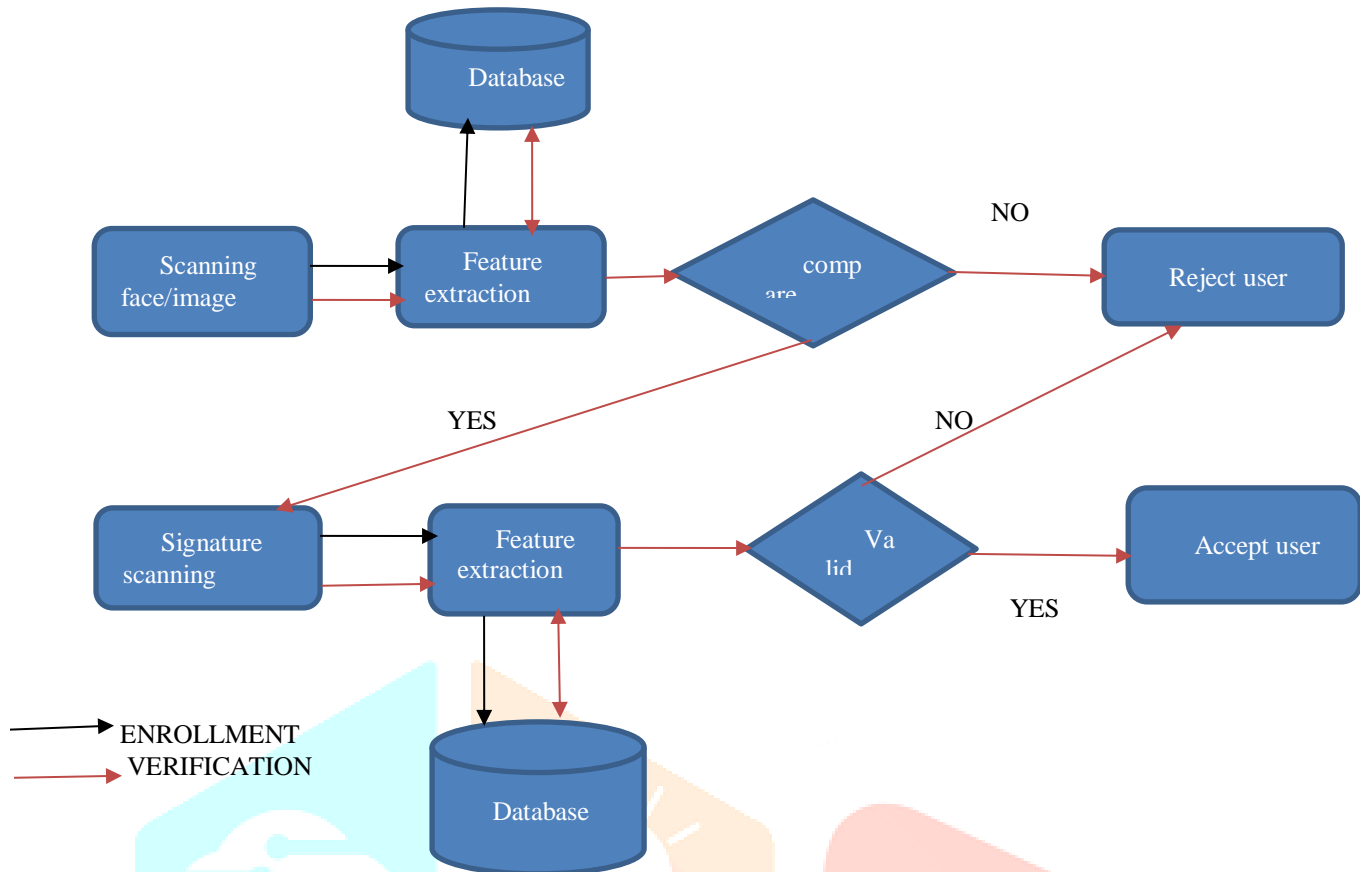 Database
NO
Scanning
face/image
Feature
extraction
comp
are
Reject user
YES
NO
Signature
scanning
Feature
extraction
Va
lid
Accept user
YES
ENROLLMENT
VERIFICATION
Database